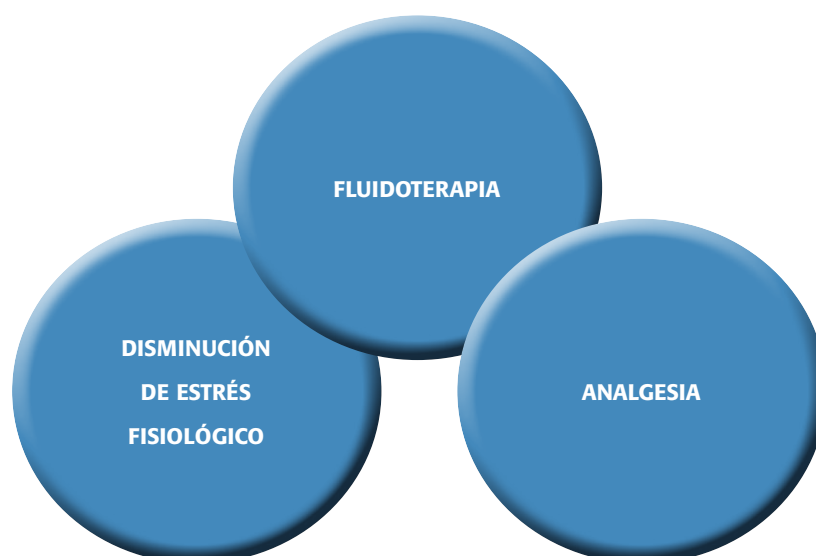 FLUIDOTERAPIA
DISMINUCIÓN
DE ESTRÉS
FISIOLÓGICO
ANALGESIA